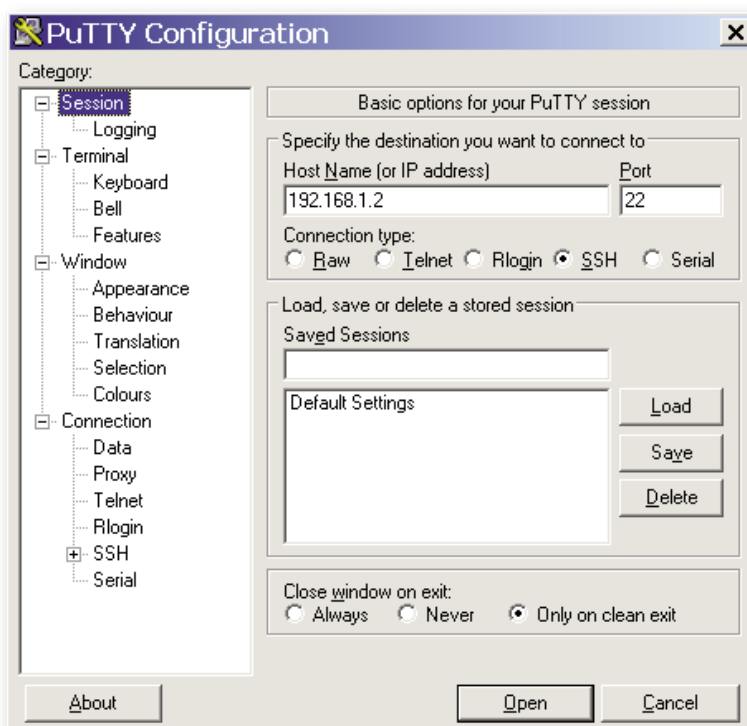 PuTTY Configuration
Category:
Session
Logging
Terminal
Keyboard
Bell
Features
Window
Appearance
Behaviour
Translation
Selection
Colours
Connection
Data
Proxy
Telnet
Rlogin
SSH
Serial
Basic options for your PuTTY session
Specify the destination you want to connect to
Host Name (or IP address) Port
192.168.1.2 22
Connection type:
Raw Telnet Rlogin SSH Serial
Load, save or delete a stored session
Saved Sessions
Default Settings
Load
Save
Delete
Close window on exit:
Always Never Only on clean exit
About Open Cancel